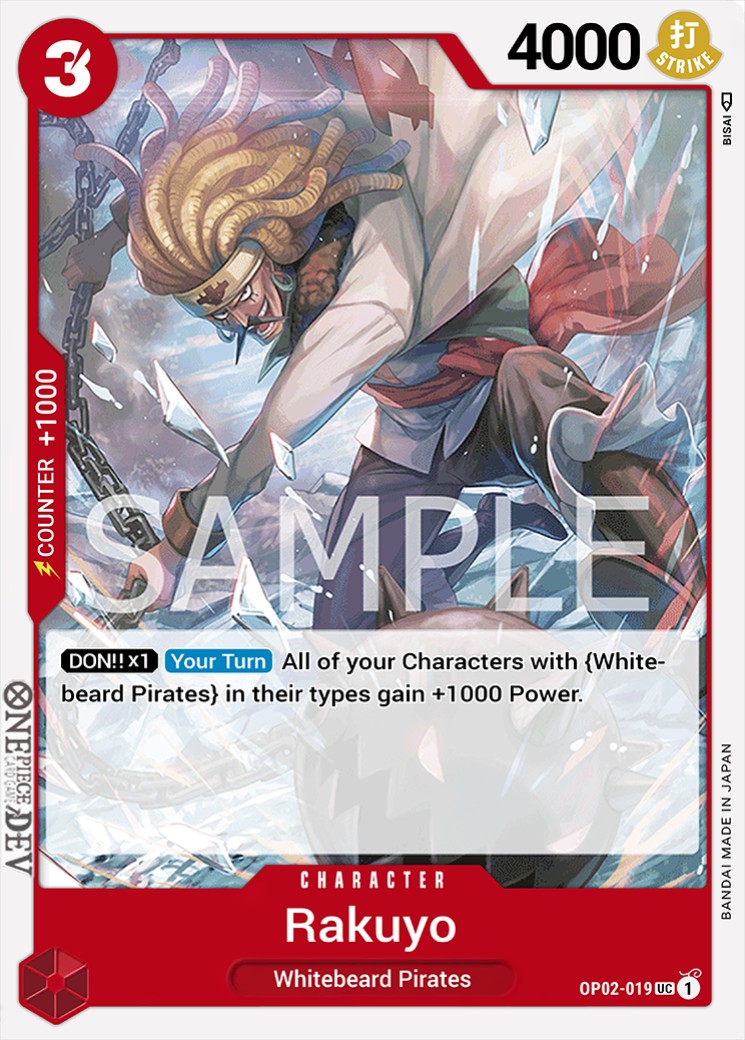 3
4000
打
STRIKE
BISAI
COUNTER +1000
SAMPLE
DON!! x1 Your Turn All of your Characters with {White-
beard Pirates} in their types gain +1000 Power.
ONE PIECE
CARD GAME
/DEV
BANDAI MADE IN JAPAN
CHARACTER
Rakuyo
Whitebeard Pirates
OP02-019 UC 1